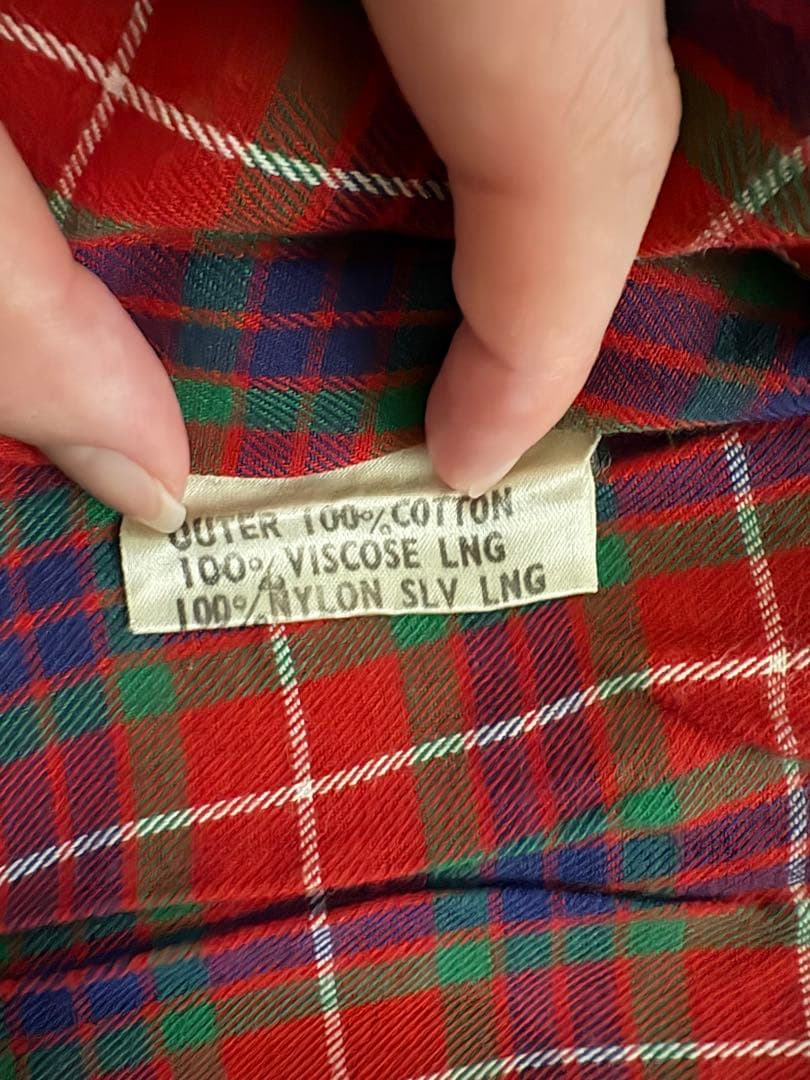 OUTER 100% COTTON
100% VISCOSE LNG
100% NYLON SLV LNG